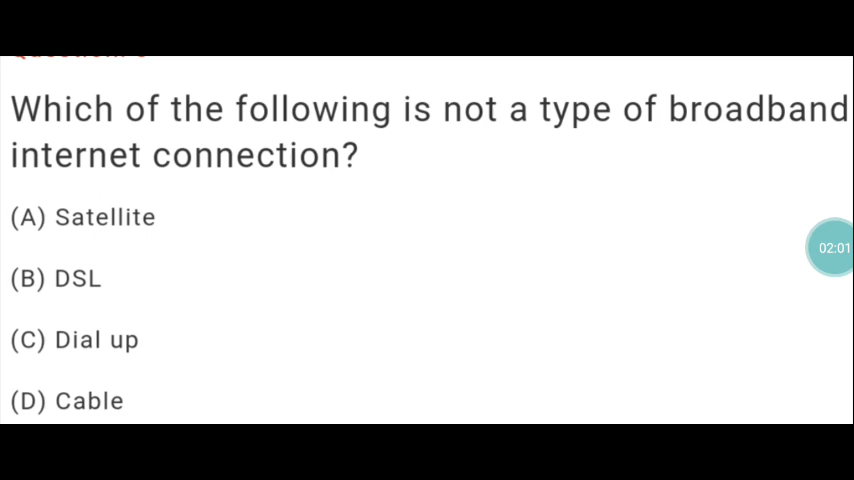 Which of the following is not a type of broadband
internet connection?
(A) Satellite
02:01
(B) DSL
(C) Dial up
(D) Cable